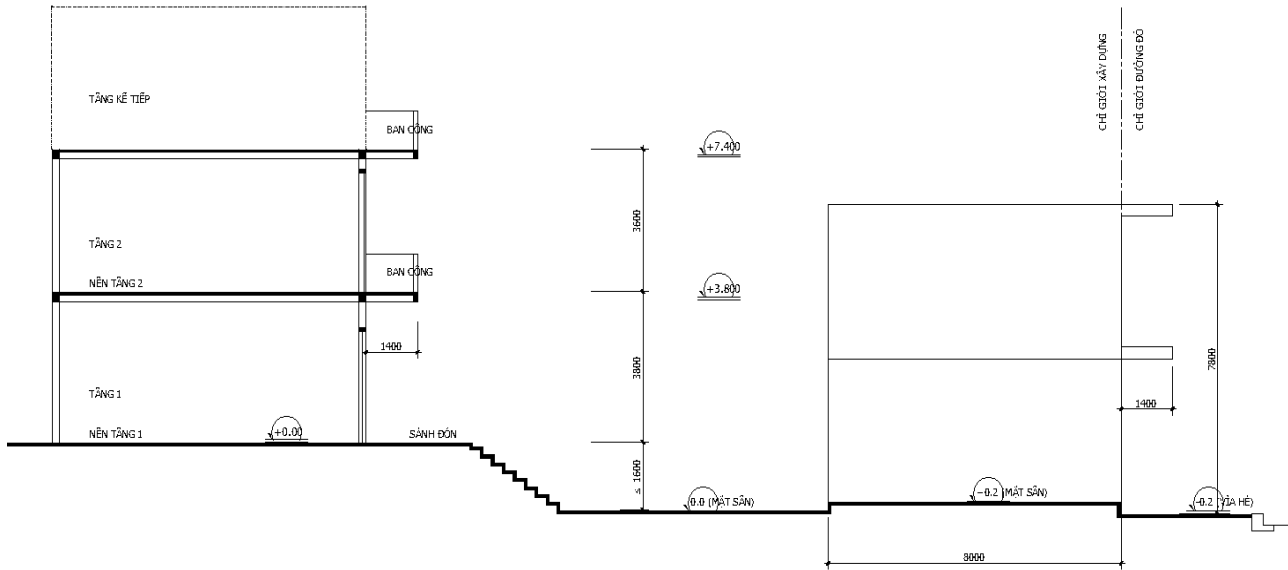 CHỈ GIỚI XÂY DỰNG
CHỈ GIỚI ĐƯỜNG ĐỎ
TẦNG KẾ TIẾP
BAN CÔNG
+7.400
3600
TẦNG 2
BAN CÔNG
NỀN TẦNG 2
+3.800
1400
3800
7800
1400
TẦNG 1
NỀN TẦNG 1
+0.00
SẢNH ĐÓN
≤ 1600
0.0 (MẶT SÂN)
-0.2 (MẶT SÂN)
-0.2 (VỈA HÈ)
8000